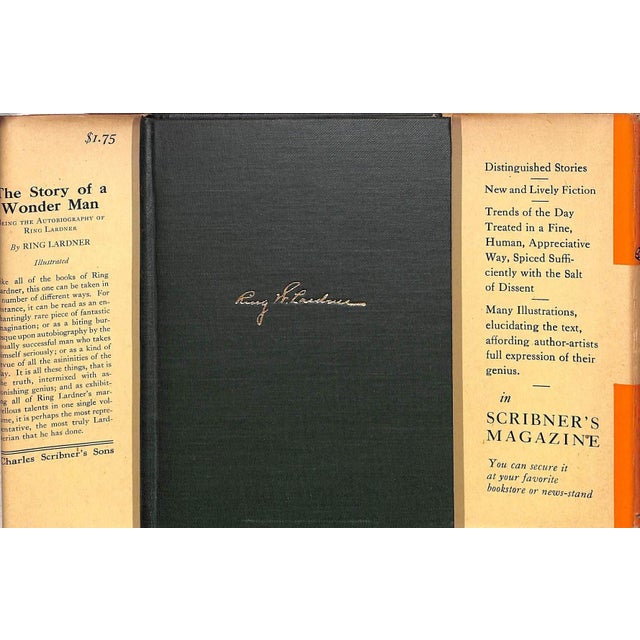 $1.75
The Story of a
Wonder Man
Being the Autobiography of
Ring Lardner
By RING LARDNER
Illustrated
ke all of the books of Ring
ardner, this one can be taken in
number of different ways. For
stance, it can be read as an en-
hantingly rare piece of fantastic
magination; or as a biting bur-
sque upon autobiography by the
ually successful man who takes
mself seriously; or as a kind of
true of all the asininities of the
ay. It is all these things, that is
the truth, intermixed with as-
nishing genius; and as exhibit-
ng all of Ring Lardner's mar-
ellous talents in one single vol-
me, it is perhaps the most repre-
ntative, the most truly Lard-
erian that he has done.
Charles Scribner's Sons
Ring W. Lardner
Distinguished Stories
New and Lively Fiction
Trends of the Day
Treated in a Fine,
Human, Appreciative
Way, Spiced Suffi-
ciently with the Salt
of Dissent
Many Illustrations,
elucidating the text,
affording author-artists
full expression of their
genius.
in
SCRIBNER'S
MAGAZINE
You can secure it
at your favorite
bookstore or news-stand